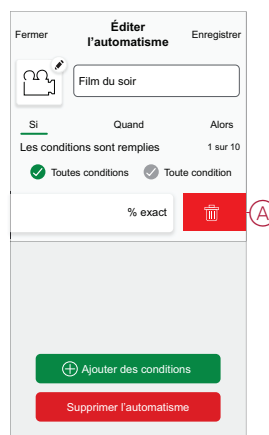 Fermer
Éditer
l'automatisme
Enregistrer
Film du soir
Si
Quand
Alors
Les conditions sont remplies
1 sur 10
Toutes conditions
Toute condition
% exact
A
Ajouter des conditions
Supprimer l'automatisme